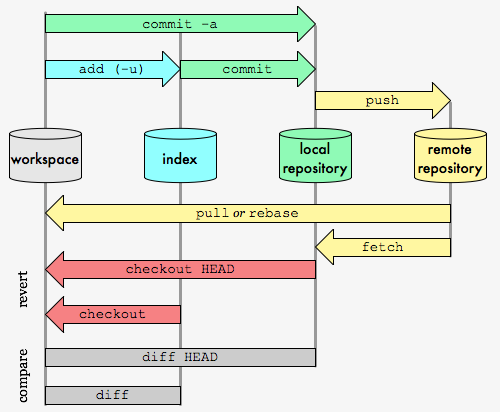 commit -a
add (-u)
commit
push
workspace
index
local
repository
remote
repository
pull or rebase
fetch
revert
checkout HEAD
checkout
compare
diff HEAD
diff